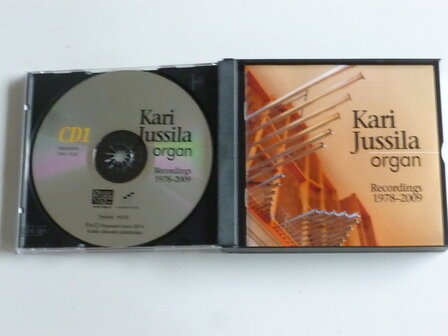 CD1
Kari
Jussila
organ
Recordings
1978–2009
Kari
Jussila
organ
Recordings
1978–2009